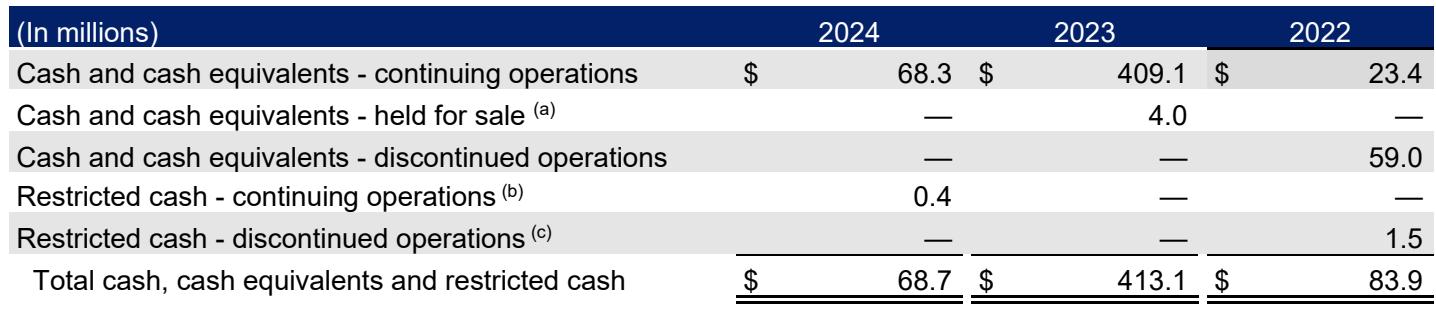 (In millions) 2024 2023 2022
Cash and cash equivalents - continuing operations $ 68.3 $ 409.1 $ 23.4
Cash and cash equivalents - held for sale (a) — 4.0 —
Cash and cash equivalents - discontinued operations — — 59.0
Restricted cash - continuing operations (b) 0.4 — —
Restricted cash - discontinued operations (c) — — 1.5
Total cash, cash equivalents and restricted cash $ 68.7 $ 413.1 $ 83.9